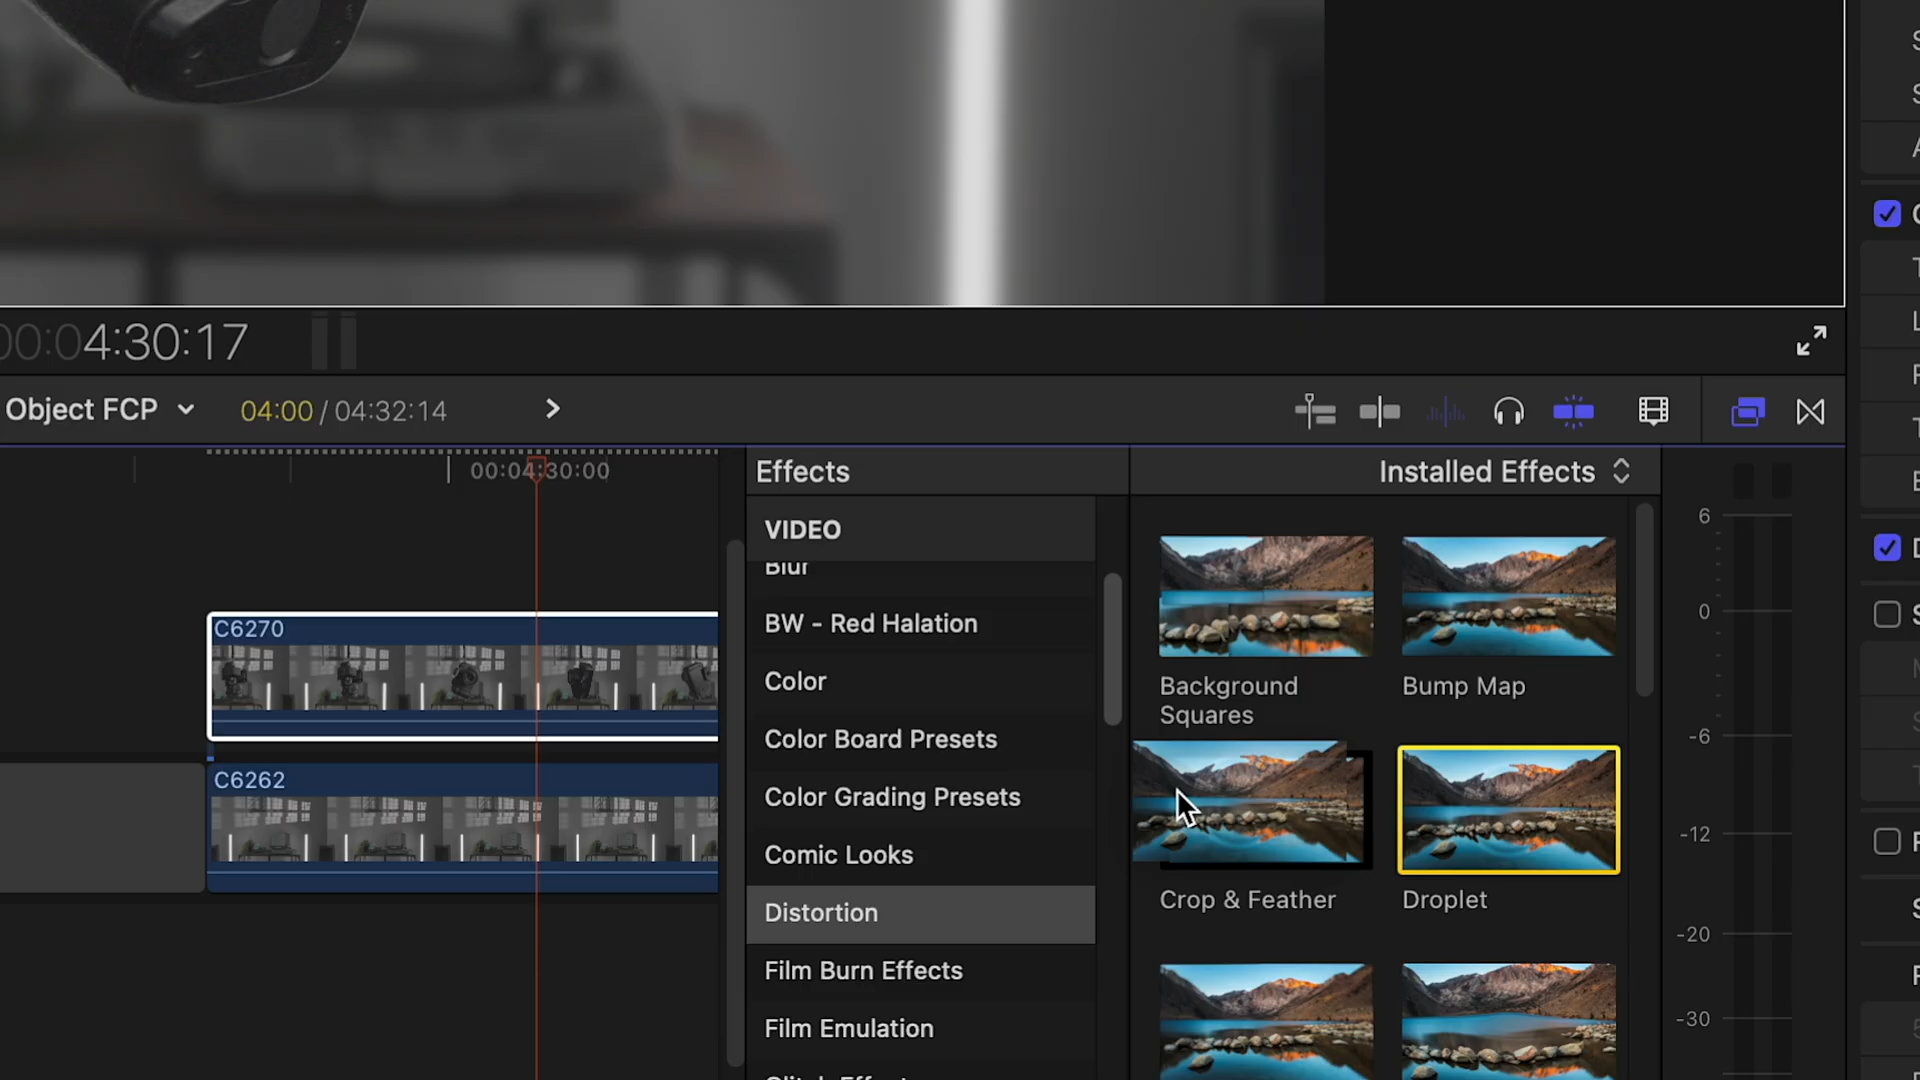 00:04:30:17
Object FCP
04:00 / 04:32:14
00:04:30:00
Effects
Installed Effects
VIDEO
Blur
BW - Red Halation
Color
Color Board Presets
Color Grading Presets
Comic Looks
Distortion
Film Burn Effects
Film Emulation
Background
Squares
Bump Map
Crop & Feather
Droplet
C6270
C6262
6
0
-6
-12
-20
-30